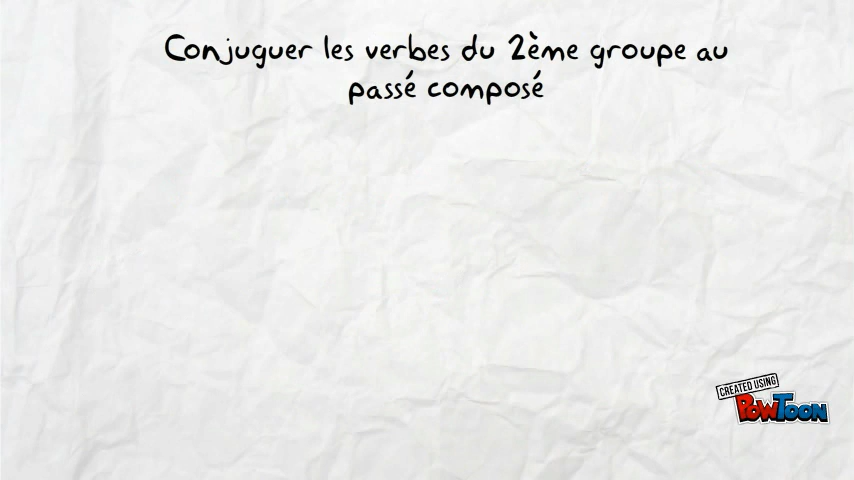 Conjuguer les verbes du 2ème groupe au
passé composé
CREATED USING
POWTOON